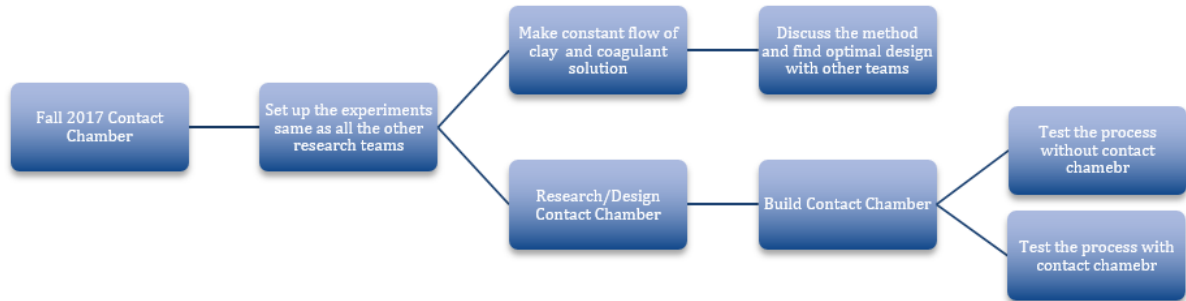 Fall 2017 Contact
Chamber
Set up the experiments
same as all the other
research teams
Make constant flow of
clay and coagulant
solution
Discuss the method
and find optimal design
with other teams
Research/Design
Contact Chamber
Build Contact Chamber
Test the process
without contact
chamebr
Test the process with
contact chamebr